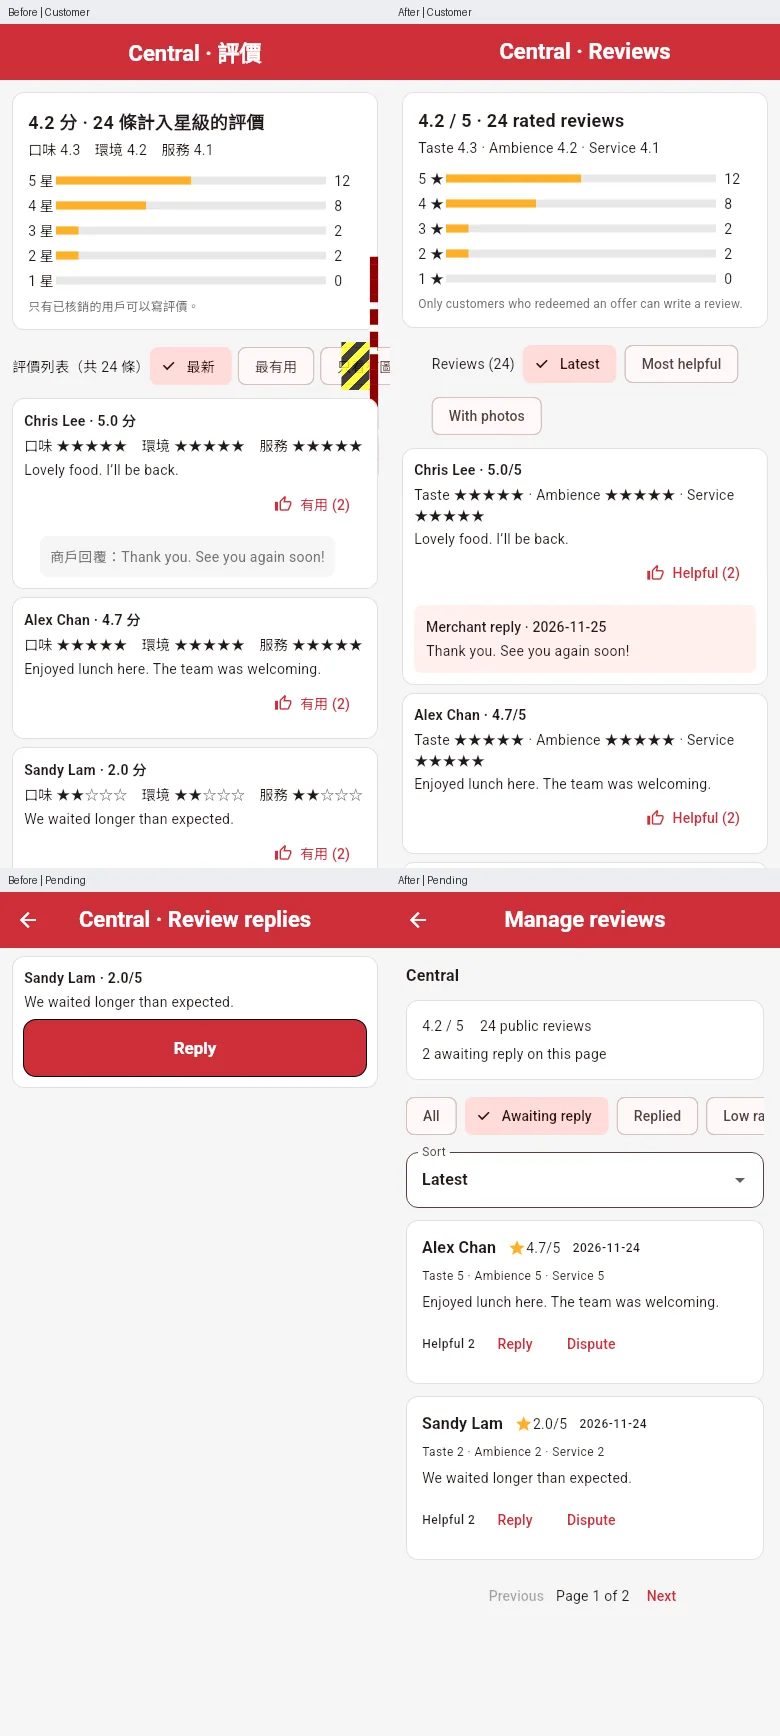 Before | Customer
Central · 評價
4.2 分 · 24 條計入星級的評價
口味 4.3 環境 4.2 服務 4.1
5 星 12
4 星 8
3 星 2
2 星 2
1 星 0
只有已核銷的用戶可以寫評價。
評價列表（共 24 條） 最新 最有用
Chris Lee · 5.0 分
口味 ★★★★★ 環境 ★★★★★ 服務 ★★★★★
Lovely food. I'll be back.
有用 (2)
商戶回覆：Thank you. See you again soon!
Alex Chan · 4.7 分
口味 ★★★★★ 環境 ★★★★★ 服務 ★★★★★
Enjoyed lunch here. The team was welcoming.
有用 (2)
Sandy Lam · 2.0 分
口味 ★★☆☆☆ 環境 ★★☆☆☆ 服務 ★★☆☆☆
We waited longer than expected.
有用 (2)
After | Customer
Central · Reviews
4.2 / 5 · 24 rated reviews
Taste 4.3 · Ambience 4.2 · Service 4.1
5 ★ 12
4 ★ 8
3 ★ 2
2 ★ 2
1 ★ 0
Only customers who redeemed an offer can write a review.
Reviews (24) Latest Most helpful
With photos
Chris Lee · 5.0/5
Taste ★★★★★ · Ambience ★★★★★ · Service
★★★★★
Lovely food. I'll be back.
Helpful (2)
Merchant reply · 2026-11-25
Thank you. See you again soon!
Alex Chan · 4.7/5
Taste ★★★★★ · Ambience ★★★★★ · Service
★★★★★
Enjoyed lunch here. The team was welcoming.
Helpful (2)
Before | Pending
Central · Review replies
Sandy Lam · 2.0/5
We waited longer than expected.
Reply
After | Pending
Manage reviews
Central
4.2 / 5 24 public reviews
2 awaiting reply on this page
All Awaiting reply Replied Low ra
Sort
Latest
Alex Chan ★4.7/5 2026-11-24
Taste 5 · Ambience 5 · Service 5
Enjoyed lunch here. The team was welcoming.
Helpful 2 Reply Dispute
Sandy Lam ★2.0/5 2026-11-24
Taste 2 · Ambience 2 · Service 2
We waited longer than expected.
Helpful 2 Reply Dispute
Previous Page 1 of 2 Next